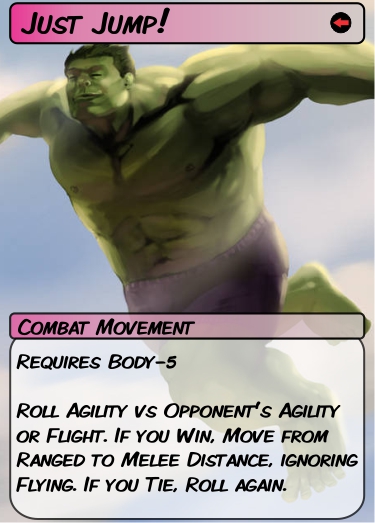 Just Jump!
Combat Movement
Requires Body-5
Roll Agility vs Opponent's Agility
or Flight. If you Win, Move from
Ranged to Melee Distance, ignoring
Flying. If you Tie, Roll again.